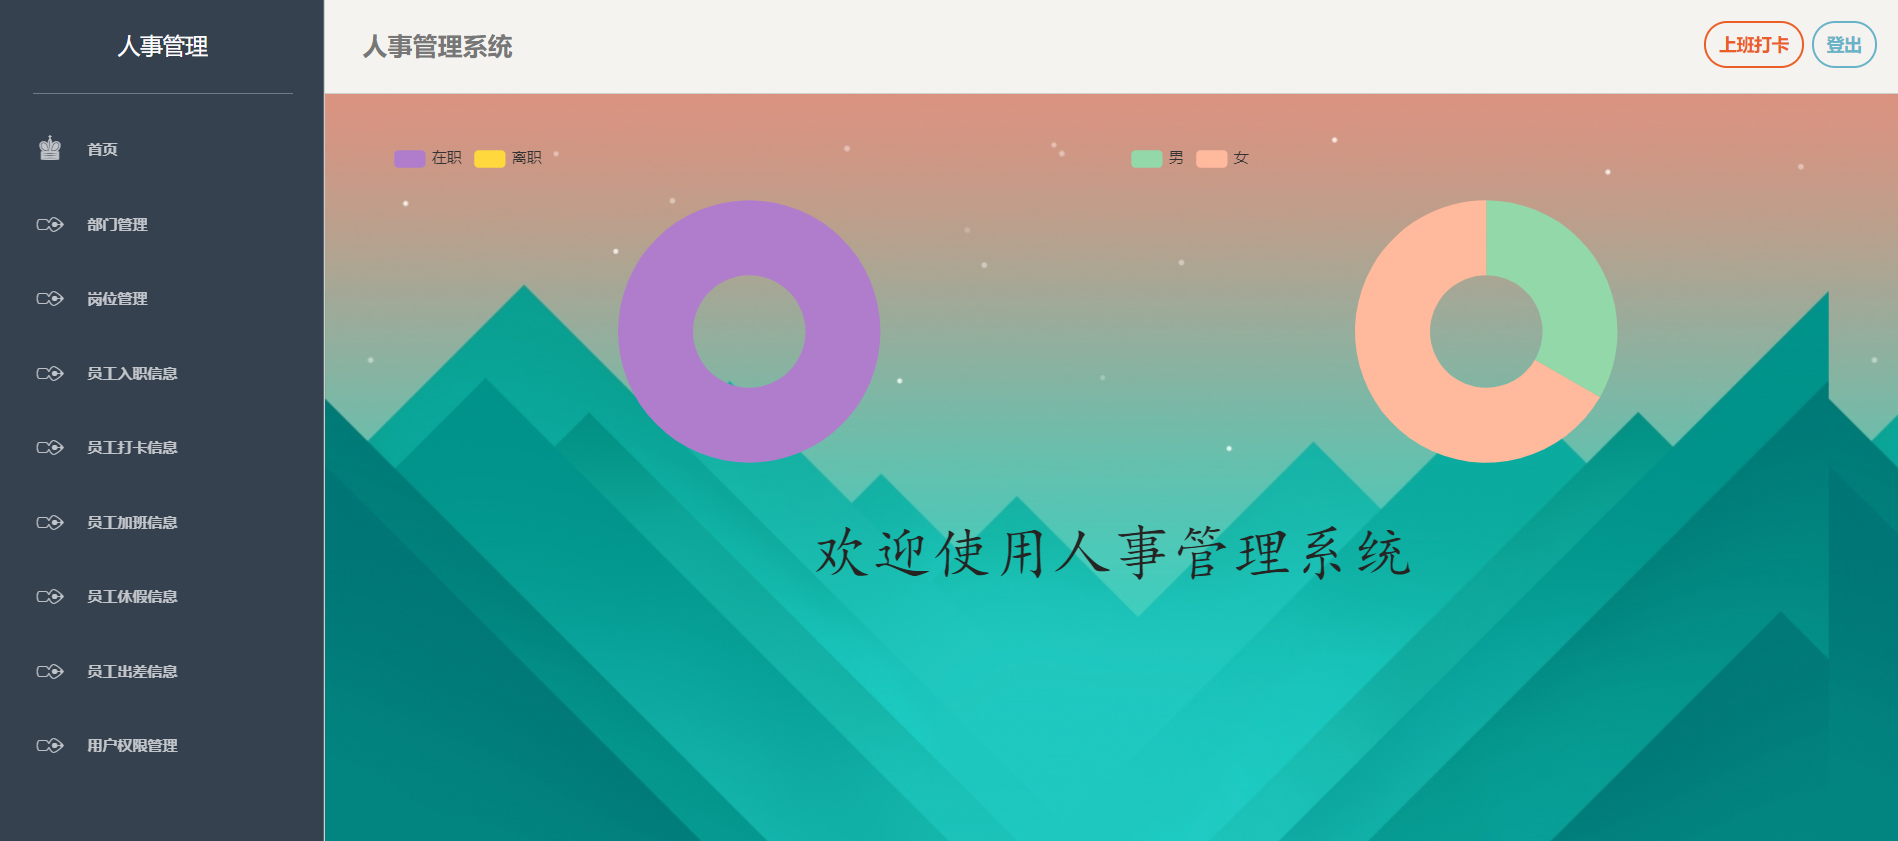 人事管理
首页
部门管理
岗位管理
员工入职信息
员工打卡信息
员工加班信息
员工休假信息
员工出差信息
用户权限管理
人事管理系统
上班打卡 登出
在职 离职
男 女
欢迎使用人事管理系统